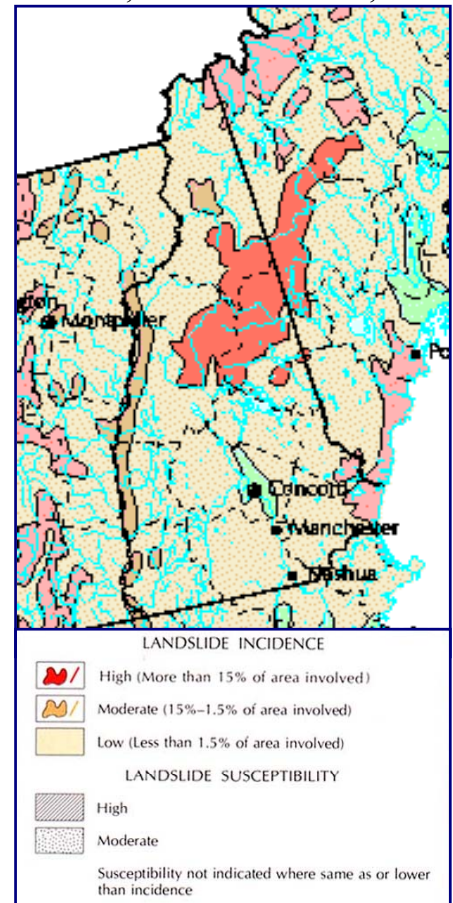 Montpelier
Concord
Manchester
Nashua
LANDSLIDE INCIDENCE
High (More than 15% of area involved)
Moderate (15%–1.5% of area involved)
Low (Less than 1.5% of area involved)
LANDSLIDE SUSCEPTIBILITY
High
Moderate
Susceptibility not indicated where same as or lower
than incidence